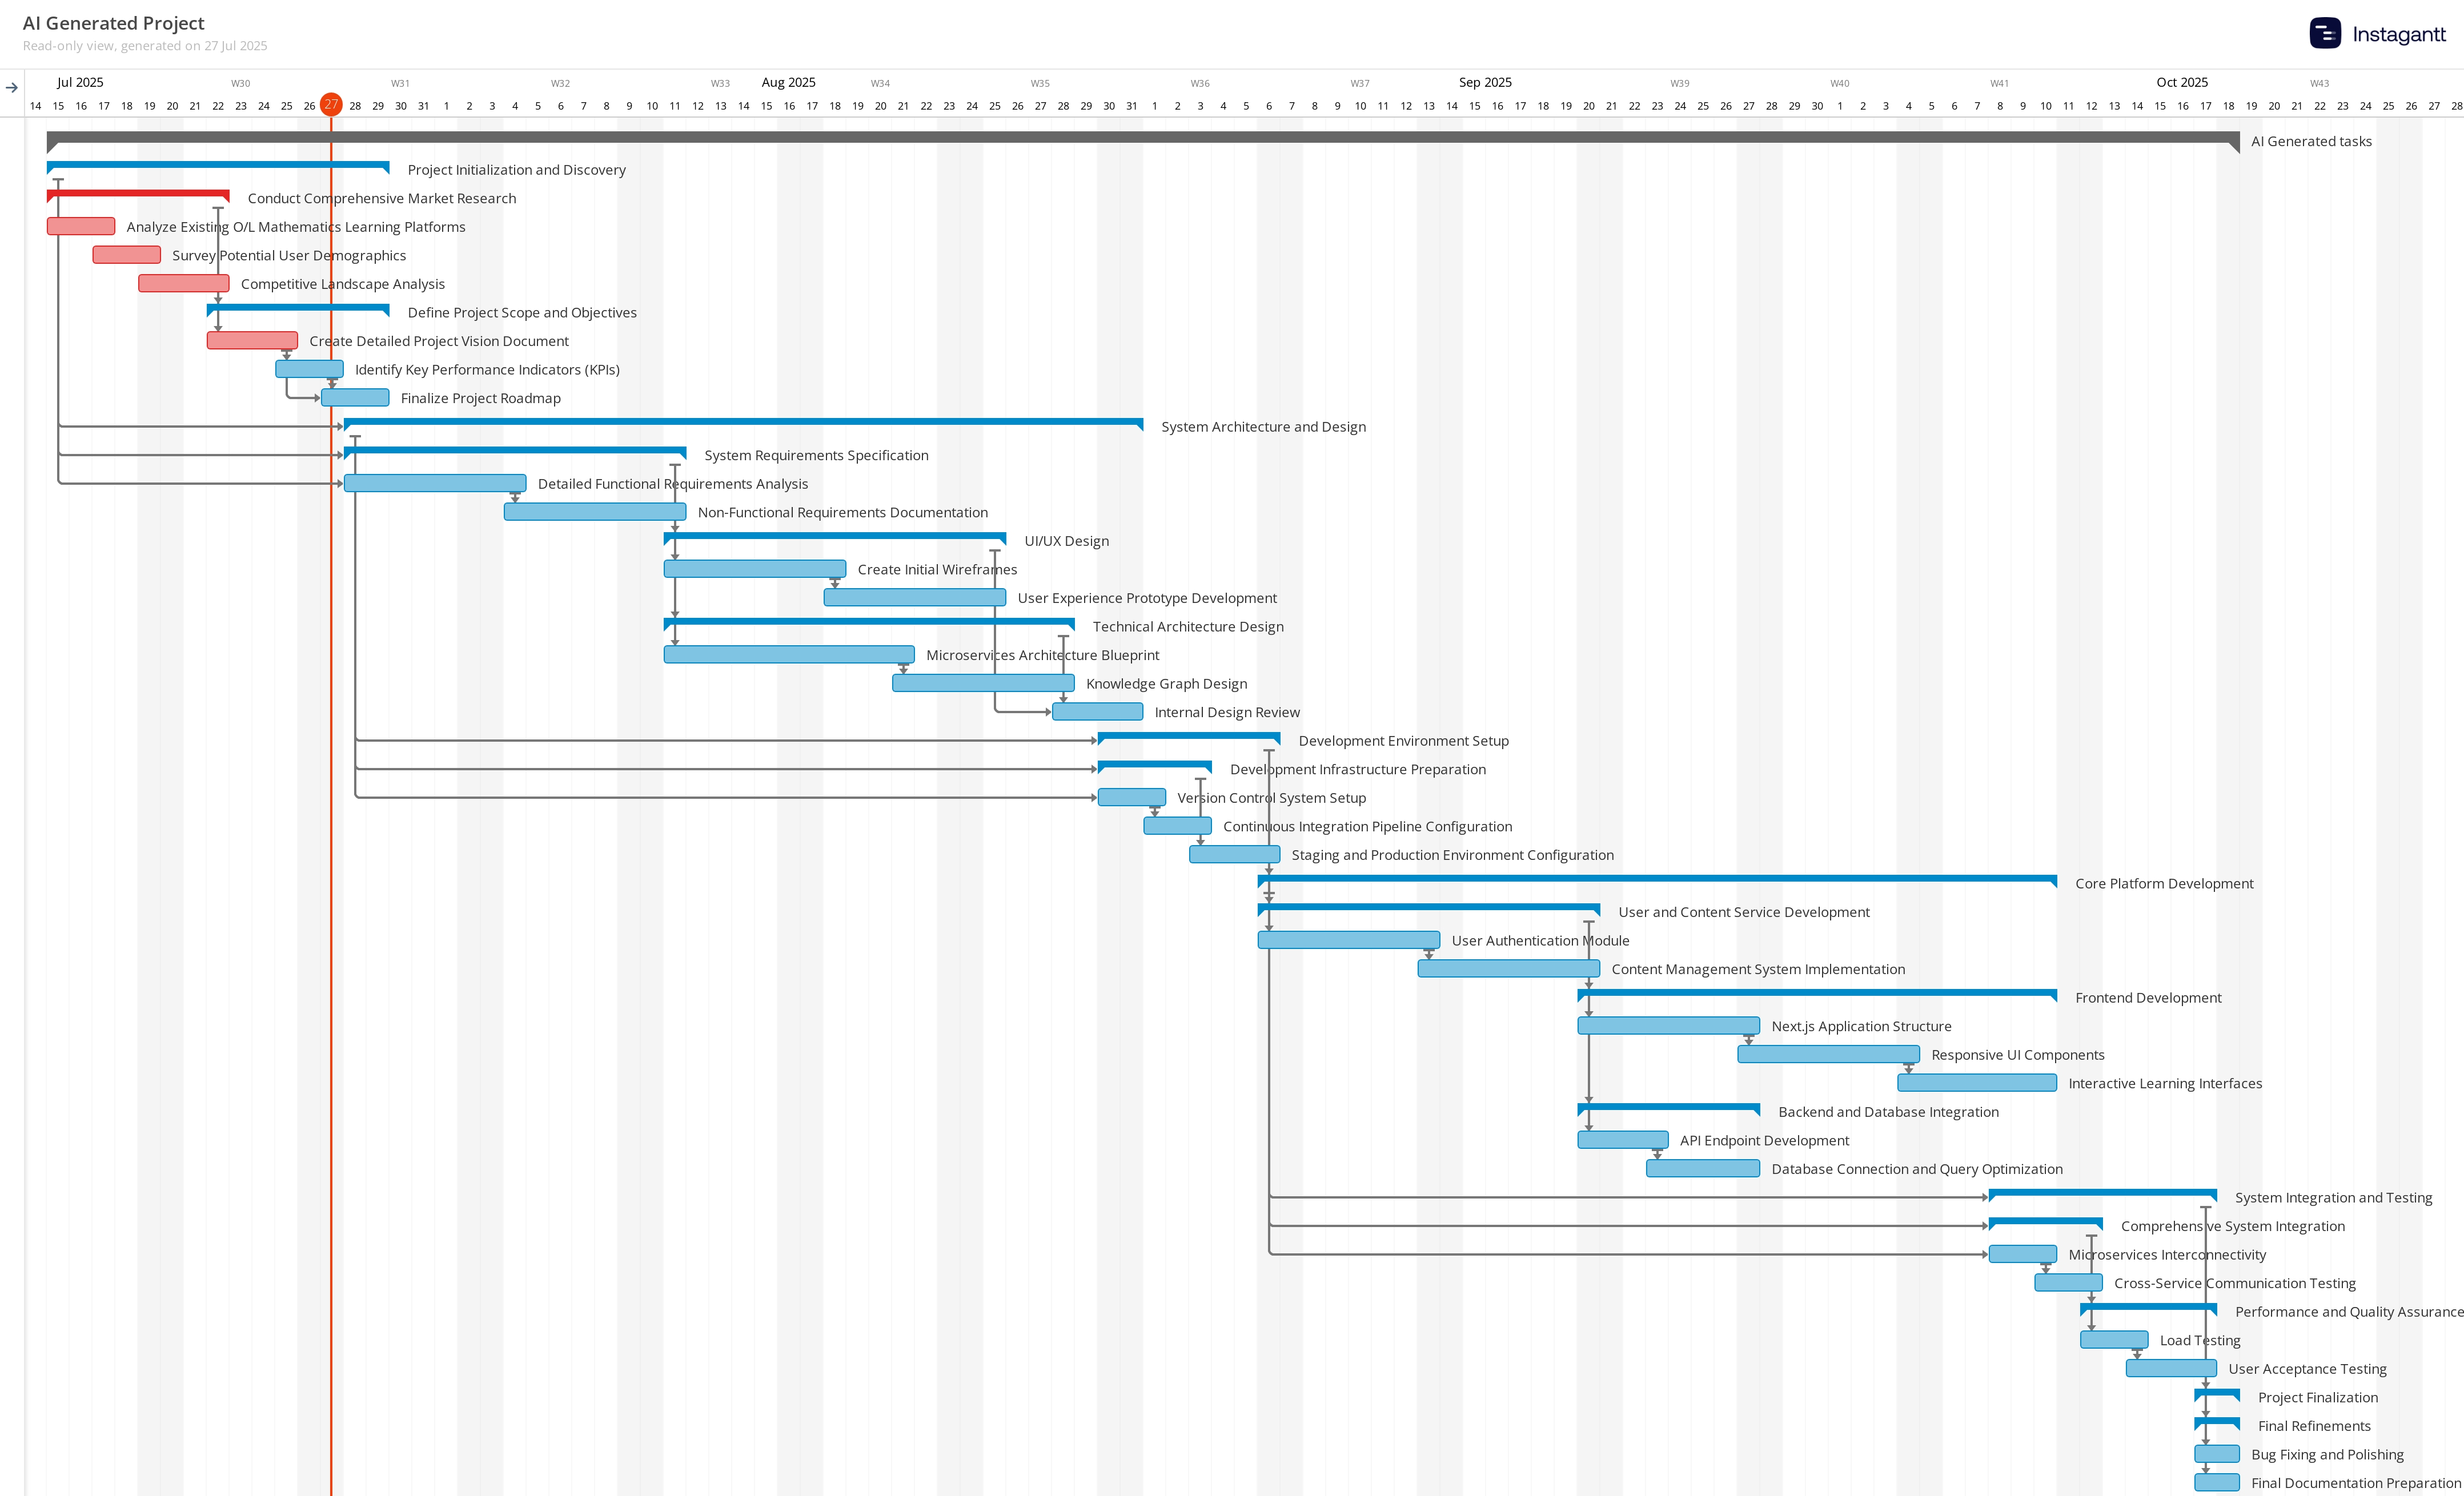 AI Generated Project
Read-only view, generated on 27 Jul 2025
Instagantt
Jul 2025 W30 W31 W32 W33 Aug 2025 W34 W35 W36 W37 Sep 2025 W39 W40 W41 Oct 2025 W43
14 15 16 17 18 19 20 21 22 23 24 25 26 27 28 29 30 31 1 2 3 4 5 6 7 8 9 10 11 12 13 14 15 16 17 18 19 20 21 22 23 24 25 26 27 28 29 30 31 1 2 3 4 5 6 7 8 9 10 11 12 13 14 15 16 17 18 19 20 21 22 23 24 25 26 27 28 29 30 1 2 3 4 5 6 7 8 9 10 11 12 13 14 15 16 17 18 19 20 21 22 23 24 25 26 27 28
AI Generated tasks
Project Initialization and Discovery
Conduct Comprehensive Market Research
Analyze Existing O/L Mathematics Learning Platforms
Survey Potential User Demographics
Competitive Landscape Analysis
Define Project Scope and Objectives
Create Detailed Project Vision Document
Identify Key Performance Indicators (KPIs)
Finalize Project Roadmap
System Architecture and Design
System Requirements Specification
Detailed Functional Requirements Analysis
Non-Functional Requirements Documentation
UI/UX Design
Create Initial Wireframes
User Experience Prototype Development
Technical Architecture Design
Microservices Architecture Blueprint
Knowledge Graph Design
Internal Design Review
Development Environment Setup
Development Infrastructure Preparation
Version Control System Setup
Continuous Integration Pipeline Configuration
Staging and Production Environment Configuration
Core Platform Development
User and Content Service Development
User Authentication Module
Content Management System Implementation
Frontend Development
Next.js Application Structure
Responsive UI Components
Interactive Learning Interfaces
Backend and Database Integration
API Endpoint Development
Database Connection and Query Optimization
System Integration and Testing
Comprehensive System Integration
Microservices Interconnectivity
Cross-Service Communication Testing
Performance and Quality Assurance
Load Testing
User Acceptance Testing
Project Finalization
Final Refinements
Bug Fixing and Polishing
Final Documentation Preparation